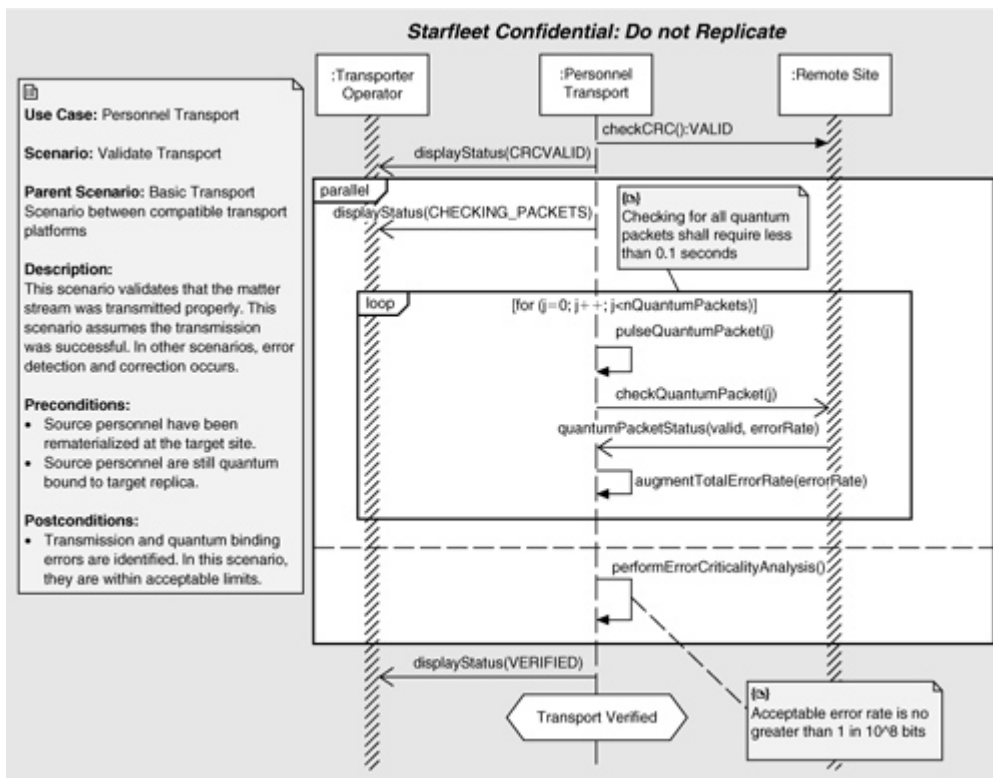 Starfleet Confidential: Do not Replicate
:Transporter
Operator
:Personnel
Transport
:Remote Site
Use Case: Personnel Transport
Scenario: Validate Transport
Parent Scenario: Basic Transport
Scenario between compatible transport
platforms
Description:
This scenario validates that the matter
stream was transmitted properly. This
scenario assumes the transmission
was successful. In other scenarios, error
detection and correction occurs.
Preconditions:
• Source personnel have been
rematerialized at the target site.
• Source personnel are still quantum
bound to target replica.
Postconditions:
• Transmission and quantum binding
errors are identified. In this scenario,
they are within acceptable limits.
checkCRC():VALID
displayStatus(CRCVALID)
parallel
displayStatus(CHECKING_PACKETS)
Checking for all quantum
packets shall require less
than 0.1 seconds
loop
[for (j=0; j++; j<nQuantumPackets)]
pulseQuantumPacket(j)
checkQuantumPacket(j)
quantumPacketStatus(valid, errorRate)
augmentTotalErrorRate(errorRate)
performErrorCriticalityAnalysis()
displayStatus(VERIFIED)
Transport Verified
Acceptable error rate is no
greater than 1 in 10^8 bits